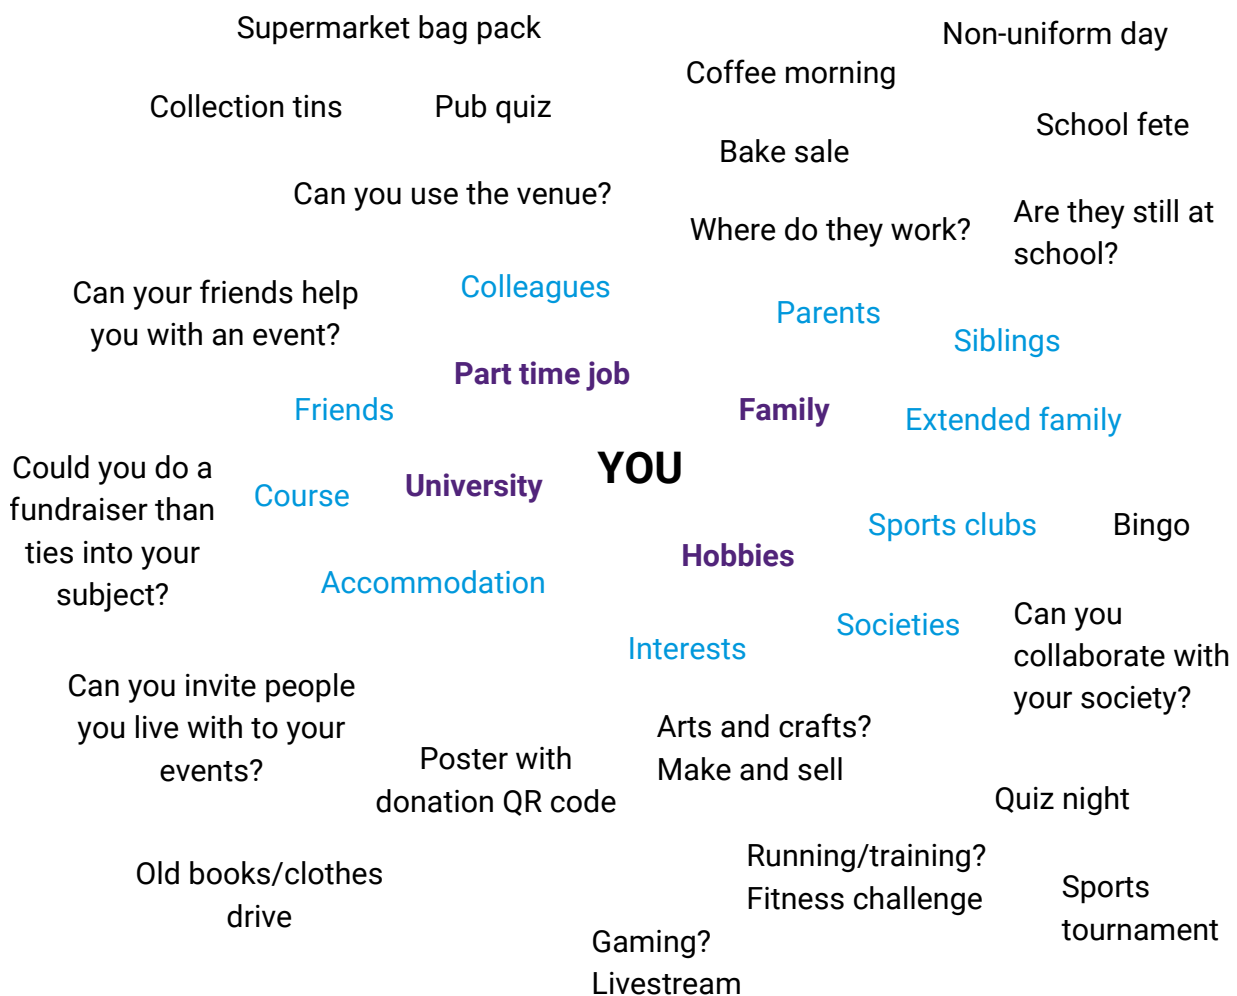 Supermarket bag pack
Non-uniform day
Coffee morning
Collection tins
Pub quiz
School fete
Bake sale
Can you use the venue?
Where do they work?
Are they still at
school?
Can your friends help
you with an event?
Colleagues
Parents
Siblings
Part time job
Friends
Family
Extended family
YOU
Could you do a
fundraiser than
ties into your
subject?
Course
University
Sports clubs
Bingo
Hobbies
Accommodation
Societies
Interests
Can you
collaborate with
your society?
Can you invite people
you live with to your
events?
Poster with
donation QR code
Arts and crafts?
Make and sell
Quiz night
Old books/clothes
drive
Running/training?
Fitness challenge
Sports
tournament
Gaming?
Livestream